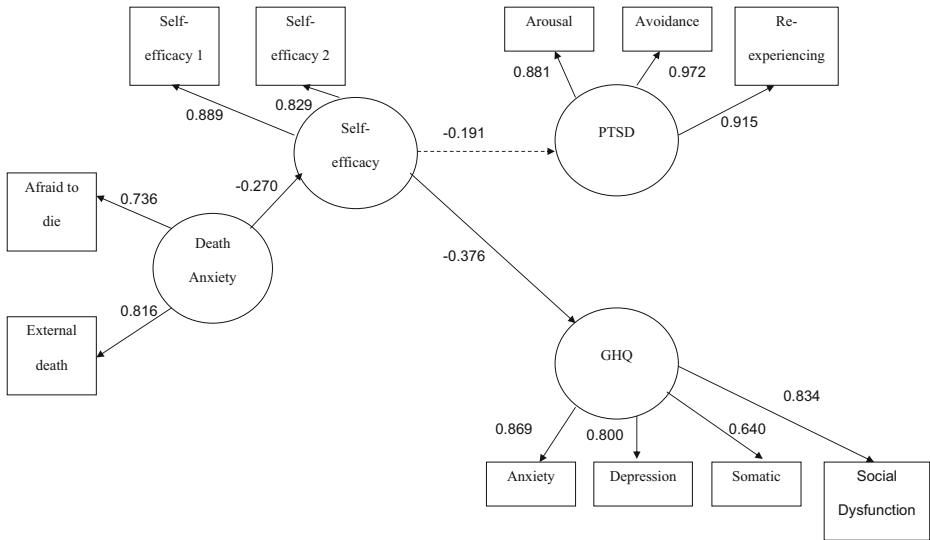 Self-
efficacy 1
Self-
efficacy 2
Arousal
Avoidance
Re-
experiencing
0.889
0.829
0.881
0.972
0.915
Self-
efficacy
-0.191
PTSD
Afraid to
die
0.736
-0.270
Death
Anxiety
-0.376
0.816
External
death
GHQ
0.869
0.800
0.640
0.834
Anxiety
Depression
Somatic
Social
Dysfunction